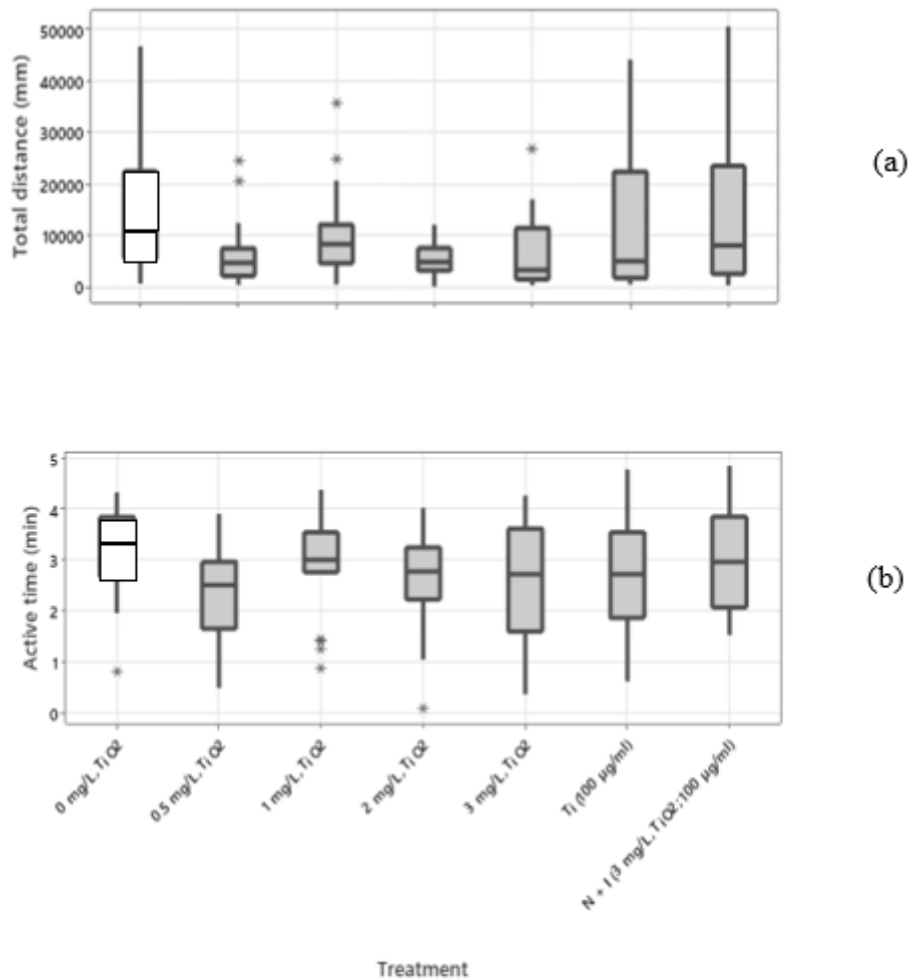 50000
40000
30000
20000
10000
0
Total distance (mm)
(a)
5
4
3
2
1
0
Active time (min)
(b)
0 mg/L, TiO2
0.5 mg/L, TiO2
1 mg/L, TiO2
2 mg/L, TiO2
3 mg/L, TiO2
Ti (100 µg/ml)
N + I (3 mg/L, TiO2; 100 µg/ml)
Treatment